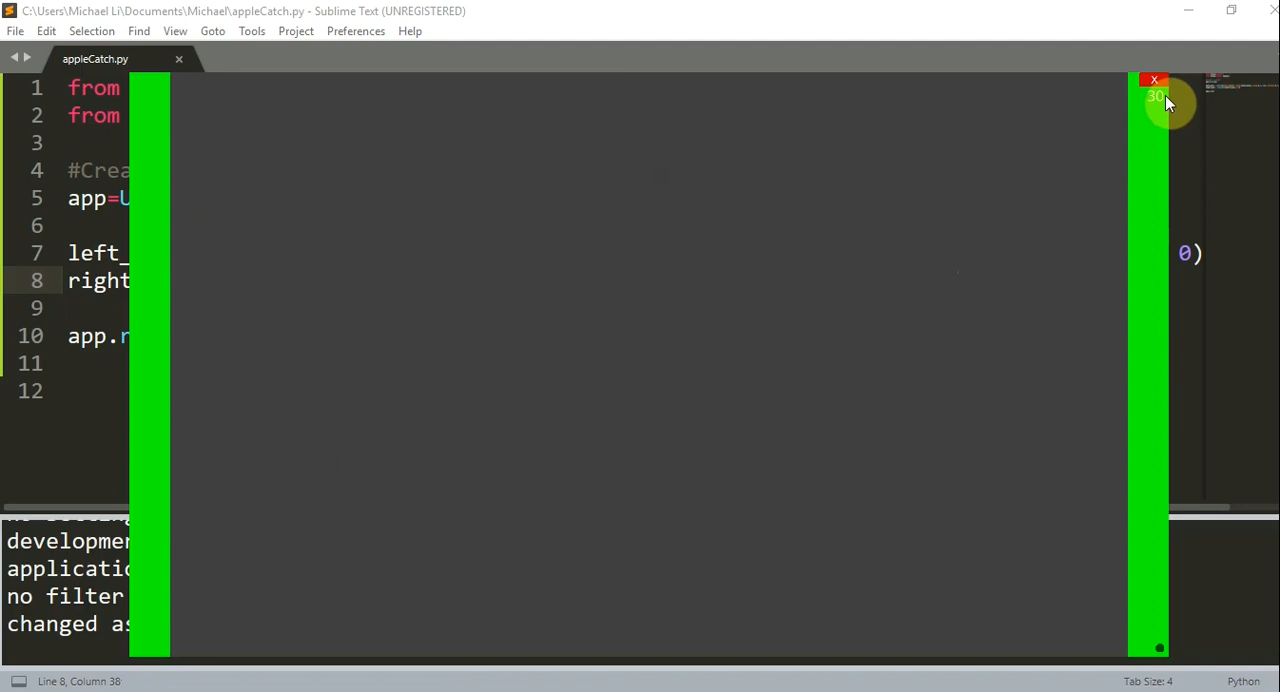 C:\Users\Michael Li\Documents\Michael\appleCatch.py - Sublime Text (UNREGISTERED)
File Edit Selection Find View Goto Tools Project Preferences Help
appleCatch.py
X
30
1 from
2 from
3
4 #Crea
5 app=U
6
7 left_ 0)
8 right
9
10 app.r
11
12
developmen
applicatio
no filter
changed as
Line 8, Column 38
Tab Size: 4
Python